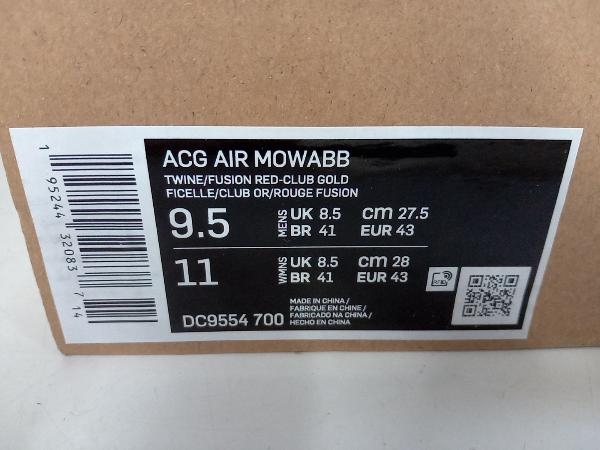 ACG AIR MOWABB
TWINE/FUSION RED-CLUB GOLD
FICELLE/CLUB OR/ROUGE FUSION
9.5 MENS UK 8.5 cm 27.5
BR 41 EUR 43
11 WMNS UK 8.5 cm 28
BR 41 EUR 43
DC9554 700
MADE IN CHINA /
FABRIQUE EN CHINE /
FABRICADO NA CHINA /
HECHO EN CHINA
1 95244 32083 7 14